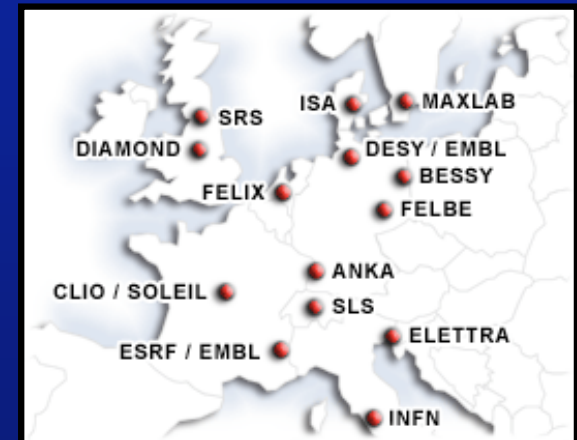 ISA
MAXLAB
SRS
DIAMOND
DESY / EMBL
BESSY
FELIX
FELBE
ANKA
CLIO / SOLEIL
SLS
ELETTRA
ESRF / EMBL
INFN